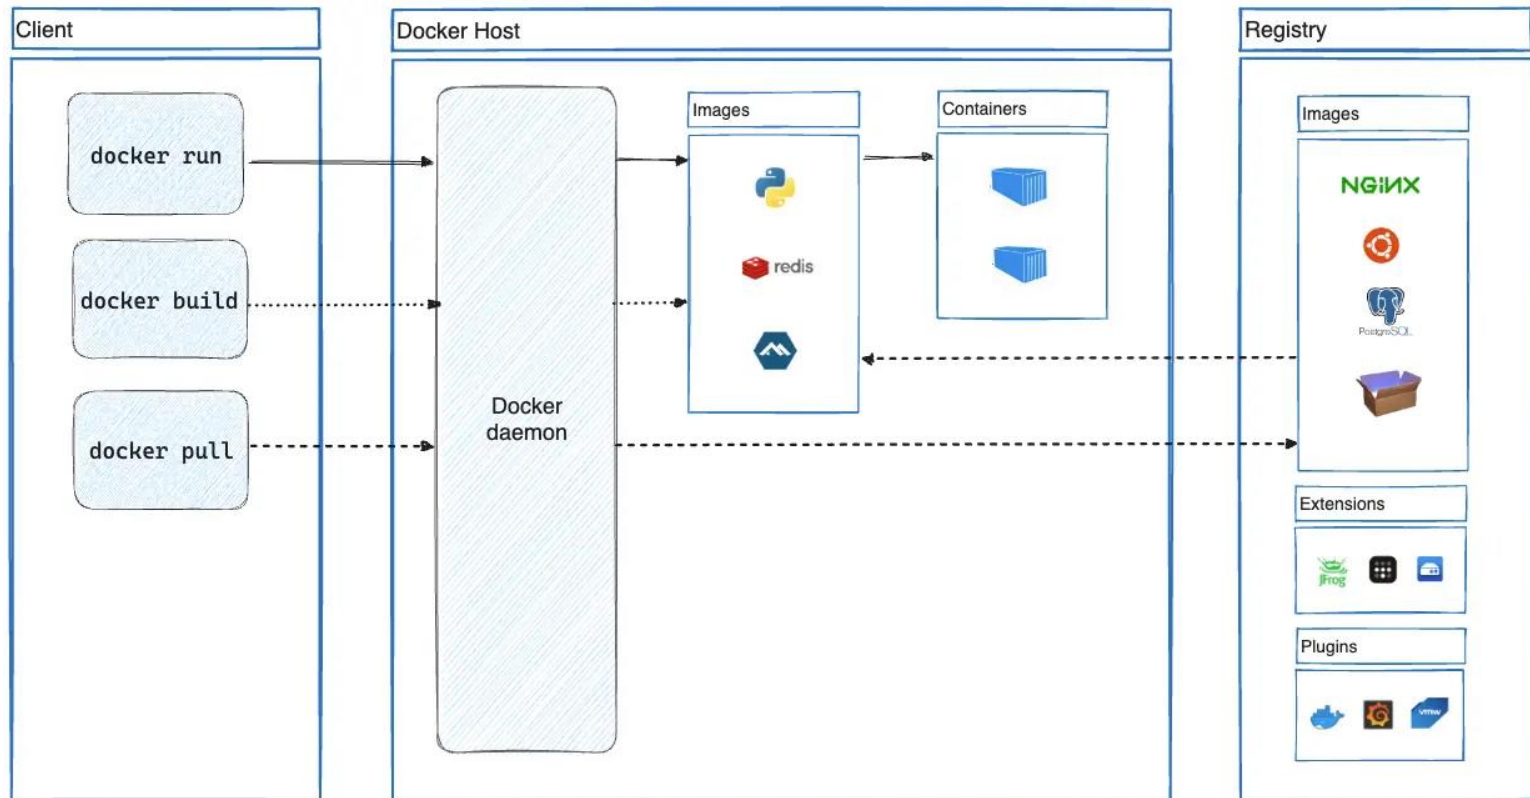 Client
docker run
docker build
docker pull
Docker Host
Docker
daemon
Images
redis
Containers
Registry
Images
NGINX
PostgreSQL
Extensions
JFrog
Plugins
vmw